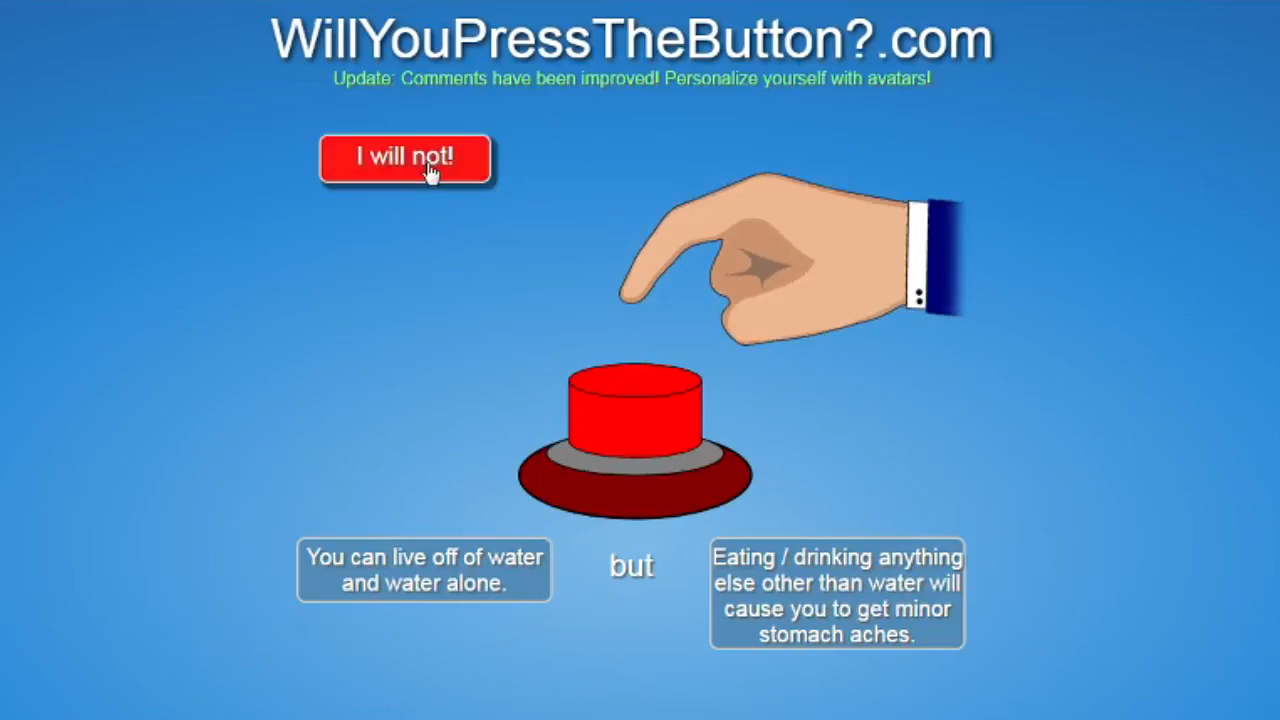 WillYouPressTheButton?.com
Update: Comments have been improved! Personalize yourself with avatars!
I will not!
You can live off of water
and water alone.
but
Eating / drinking anything
else other than water will
cause you to get minor
stomach aches.